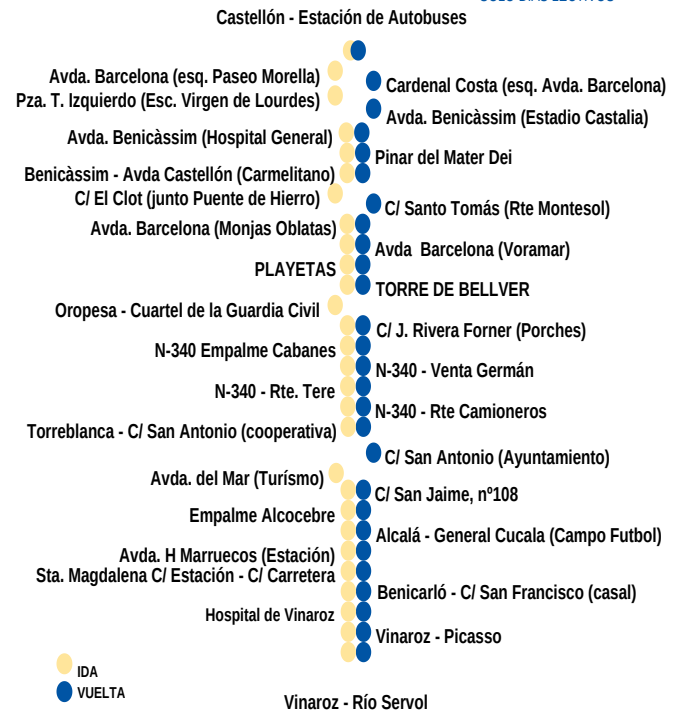 Castellón - Estación de Autobuses
Avda. Barcelona (esq. Paseo Morella)
Cardenal Costa (esq. Avda. Barcelona)
Pza. T. Izquierdo (Esc. Virgen de Lourdes)
Avda. Benicàssim (Estadio Castalia)
Avda. Benicàssim (Hospital General)
Pinar del Mater Dei
Benicàssim - Avda Castellón (Carmelitano)
C/ El Clot (junto Puente de Hierro)
C/ Santo Tomás (Rte Montesol)
Avda. Barcelona (Monjas Oblatas)
Avda Barcelona (Voramar)
PLAYETAS
TORRE DE BELLVER
Oropesa - Cuartel de la Guardia Civil
C/ J. Rivera Forner (Porches)
N-340 Empalme Cabanes
N-340 - Venta Germán
N-340 - Rte. Tere
N-340 - Rte Camioneros
Torreblanca - C/ San Antonio (cooperativa)
C/ San Antonio (Ayuntamiento)
Avda. del Mar (Turísmo)
C/ San Jaime, nº108
Empalme Alcocebre
Alcalá - General Cucala (Campo Futbol)
Avda. H Marruecos (Estación)
Sta. Magdalena C/ Estación - C/ Carretera
Benicarló - C/ San Francisco (casal)
Hospital de Vinaroz
Vinaroz - Picasso
IDA
VUELTA
Vinaroz - Río Servol